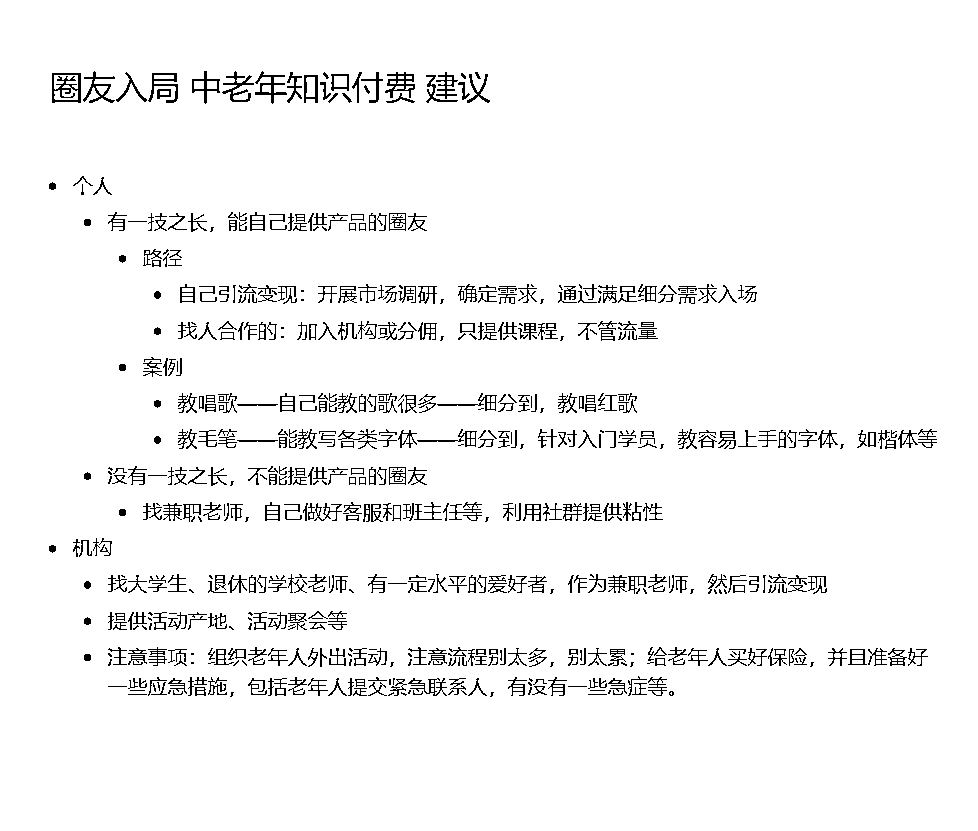 圈友入局 中老年知识付费 建议
• 个人
• 有一技之长，能自己提供产品的圈友
• 路径
• 自己引流变现：开展市场调研，确定需求，通过满足细分需求入场
• 找人合作的：加入机构或分佣，只提供课程，不管流量
• 案例
• 教唱歌——自己能教的歌很多——细分到，教唱红歌
• 教毛笔——能教写各类字体——细分到，针对入门学员，教容易上手的字体，如楷体等
• 没有一技之长，不能提供产品的圈友
• 找兼职老师，自己做好客服和班主任等，利用社群提供粘性
• 机构
• 找大学生、退休的学校老师、有一定水平的爱好者，作为兼职老师，然后引流变现
• 提供活动产地、活动聚会等
• 注意事项：组织老年人外出活动，注意流程别太多，别太累；给老年人买好保险，并且准备好
一些应急措施，包括老年人提交紧急联系人，有没有一些急症等。